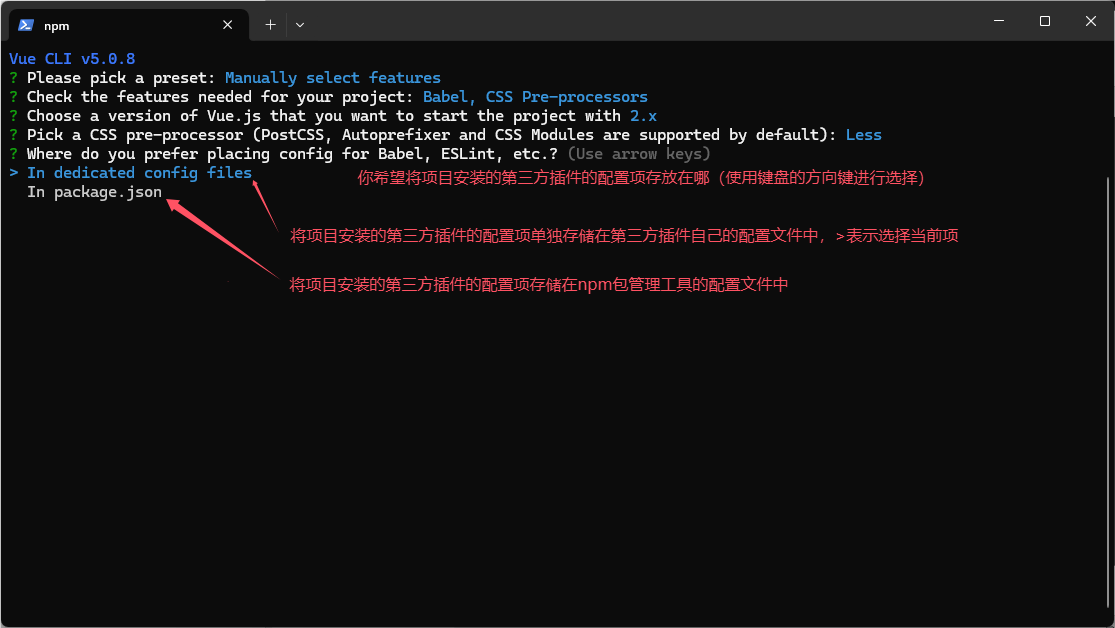 npm
Vue CLI v5.0.8
? Please pick a preset: Manually select features
? Check the features needed for your project: Babel, CSS Pre-processors
? Choose a version of Vue.js that you want to start the project with 2.x
? Pick a CSS pre-processor (PostCSS, Autoprefixer and CSS Modules are supported by default): Less
? Where do you prefer placing config for Babel, ESLint, etc.? (Use arrow keys)
> In dedicated config files
你希望将项目安装的第三方插件的配置项存放在哪（使用键盘的方向键进行选择）
In package.json
将项目安装的第三方插件的配置项单独存储在第三方插件自己的配置文件中，>表示选择当前项
将项目安装的第三方插件的配置项存储在npm包管理工具的配置文件中